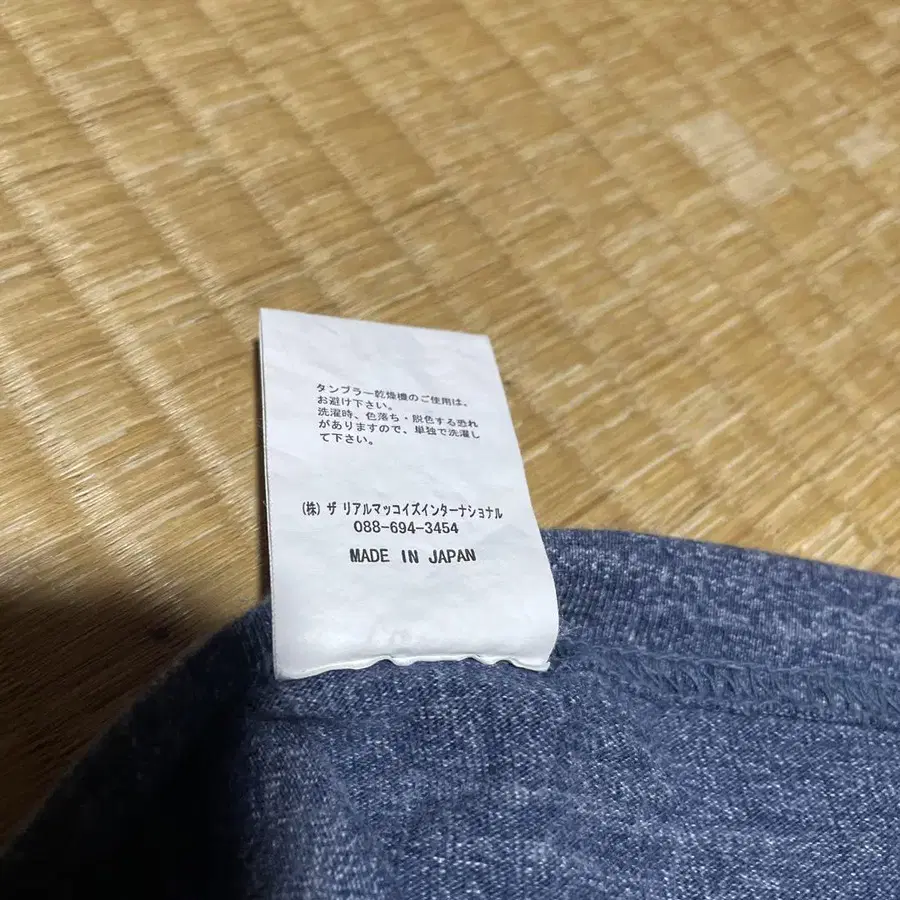 タンブラー乾燥機のご使用は、
お避け下さい。
洗濯時、色落ち・脱色する恐れ
がありますので、単独で洗濯し
て下さい。
(株) ザ リアルマッコイズインターナショナル
088-694-3454
MADE IN JAPAN